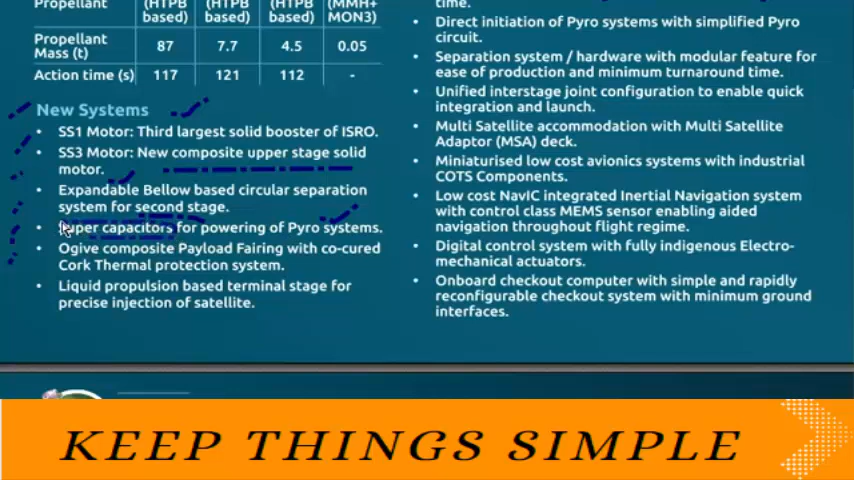 Propellant (HTPB based) (HTPB based) (HTPB based) (MMH+ MON3)
Propellant Mass (t) 87 7.7 4.5 0.05
Action time (s) 117 121 112 -
New Systems
• SS1 Motor: Third largest solid booster of ISRO.
• SS3 Motor: New composite upper stage solid
motor.
• Expandable Bellow based circular separation
system for second stage.
• Super capacitors for powering of Pyro systems.
• Ogive composite Payload Fairing with co-cured
Cork Thermal protection system.
• Liquid propulsion based terminal stage for
precise injection of satellite.
time.
• Direct initiation of Pyro systems with simplified Pyro
circuit.
• Separation system / hardware with modular feature for
ease of production and minimum turnaround time.
• Unified interstage joint configuration to enable quick
integration and launch.
• Multi Satellite accommodation with Multi Satellite
Adaptor (MSA) deck.
• Miniaturised low cost avionics systems with industrial
COTS Components.
• Low cost NavIC integrated Inertial Navigation system
with control class MEMS sensor enabling aided
navigation throughout flight regime.
• Digital control system with fully indigenous Electro-
mechanical actuators.
• Onboard checkout computer with simple and rapidly
reconfigurable checkout system with minimum ground
interfaces.
KEEP THINGS SIMPLE